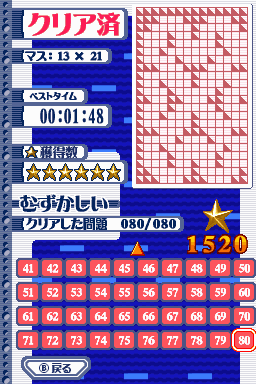 クリア済
マス：13 × 21
ベストタイム
00:01:48
獲得数
むずかしい
クリアした問題 080/080
1520
41 42 43 44 45 46 47 48 49 50
51 52 53 54 55 56 57 58 59 60
61 62 63 64 65 66 67 68 69 70
71 72 73 74 75 76 77 78 79 80
B 戻る